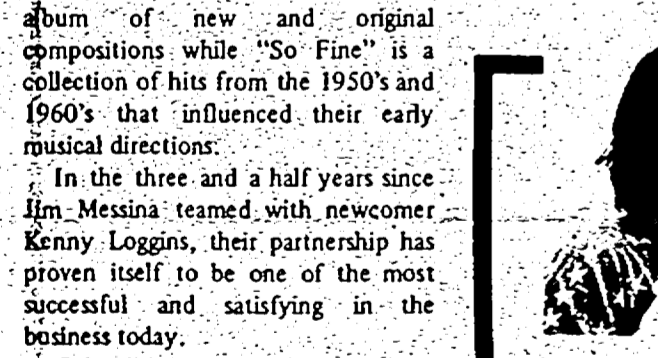 album of new and original
compositions while "So Fine" is a
collection of hits from the 1950's and
1960's that influenced their early
musical directions.
In the three and a half years since
Jim Messina teamed with newcomer
Kenny Loggins, their partnership has
proven itself to be one of the most
successful and satisfying in the
business today.